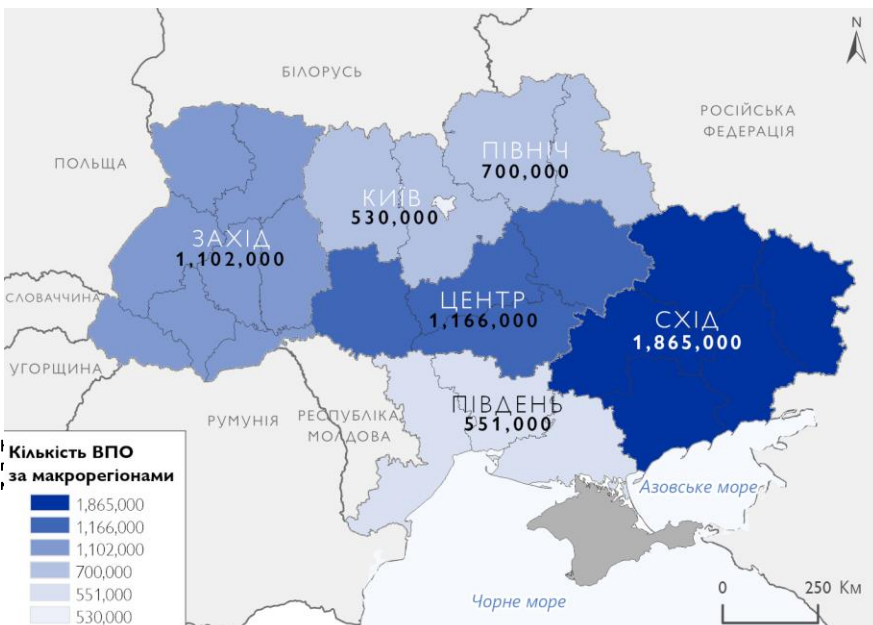 N
БІЛОРУСЬ
РОСІЙСЬКА
ФЕДЕРАЦІЯ
ПОЛЬЩА
ПІВНІЧ
700,000
КИЇВ
530,000
ЗАХІД
1,102,000
СЛОВАЧЧИНА
ЦЕНТР
1,166,000
СХІД
1,865,000
УГОРЩИНА
РУМУНІЯ
РЕСПУБЛІКА
МОЛДОВА
ПІВДЕНЬ
551,000
Азовське море
Чорне море
Кількість ВПО
за макрорегіонами
1,865,000
1,166,000
1,102,000
700,000
551,000
530,000
0 250 Км